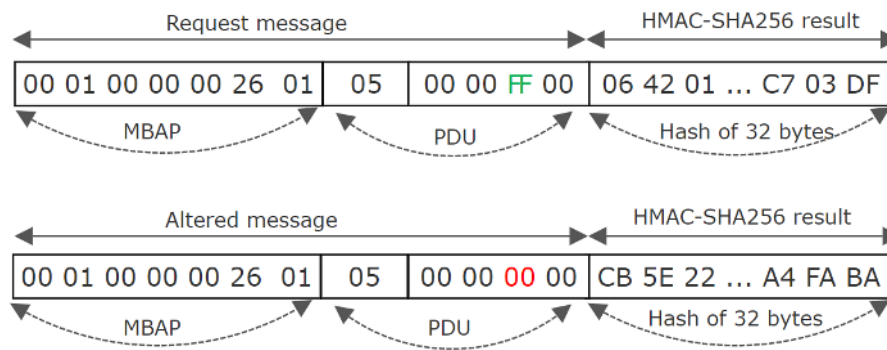 Request message HMAC-SHA256 result
00 01 00 00 00 26 01 05 00 00 FF 00 06 42 01 ... C7 03 DF
MBAP PDU Hash of 32 bytes
Altered message HMAC-SHA256 result
00 01 00 00 00 26 01 05 00 00 00 00 CB 5E 22 ... A4 FA BA
MBAP PDU Hash of 32 bytes